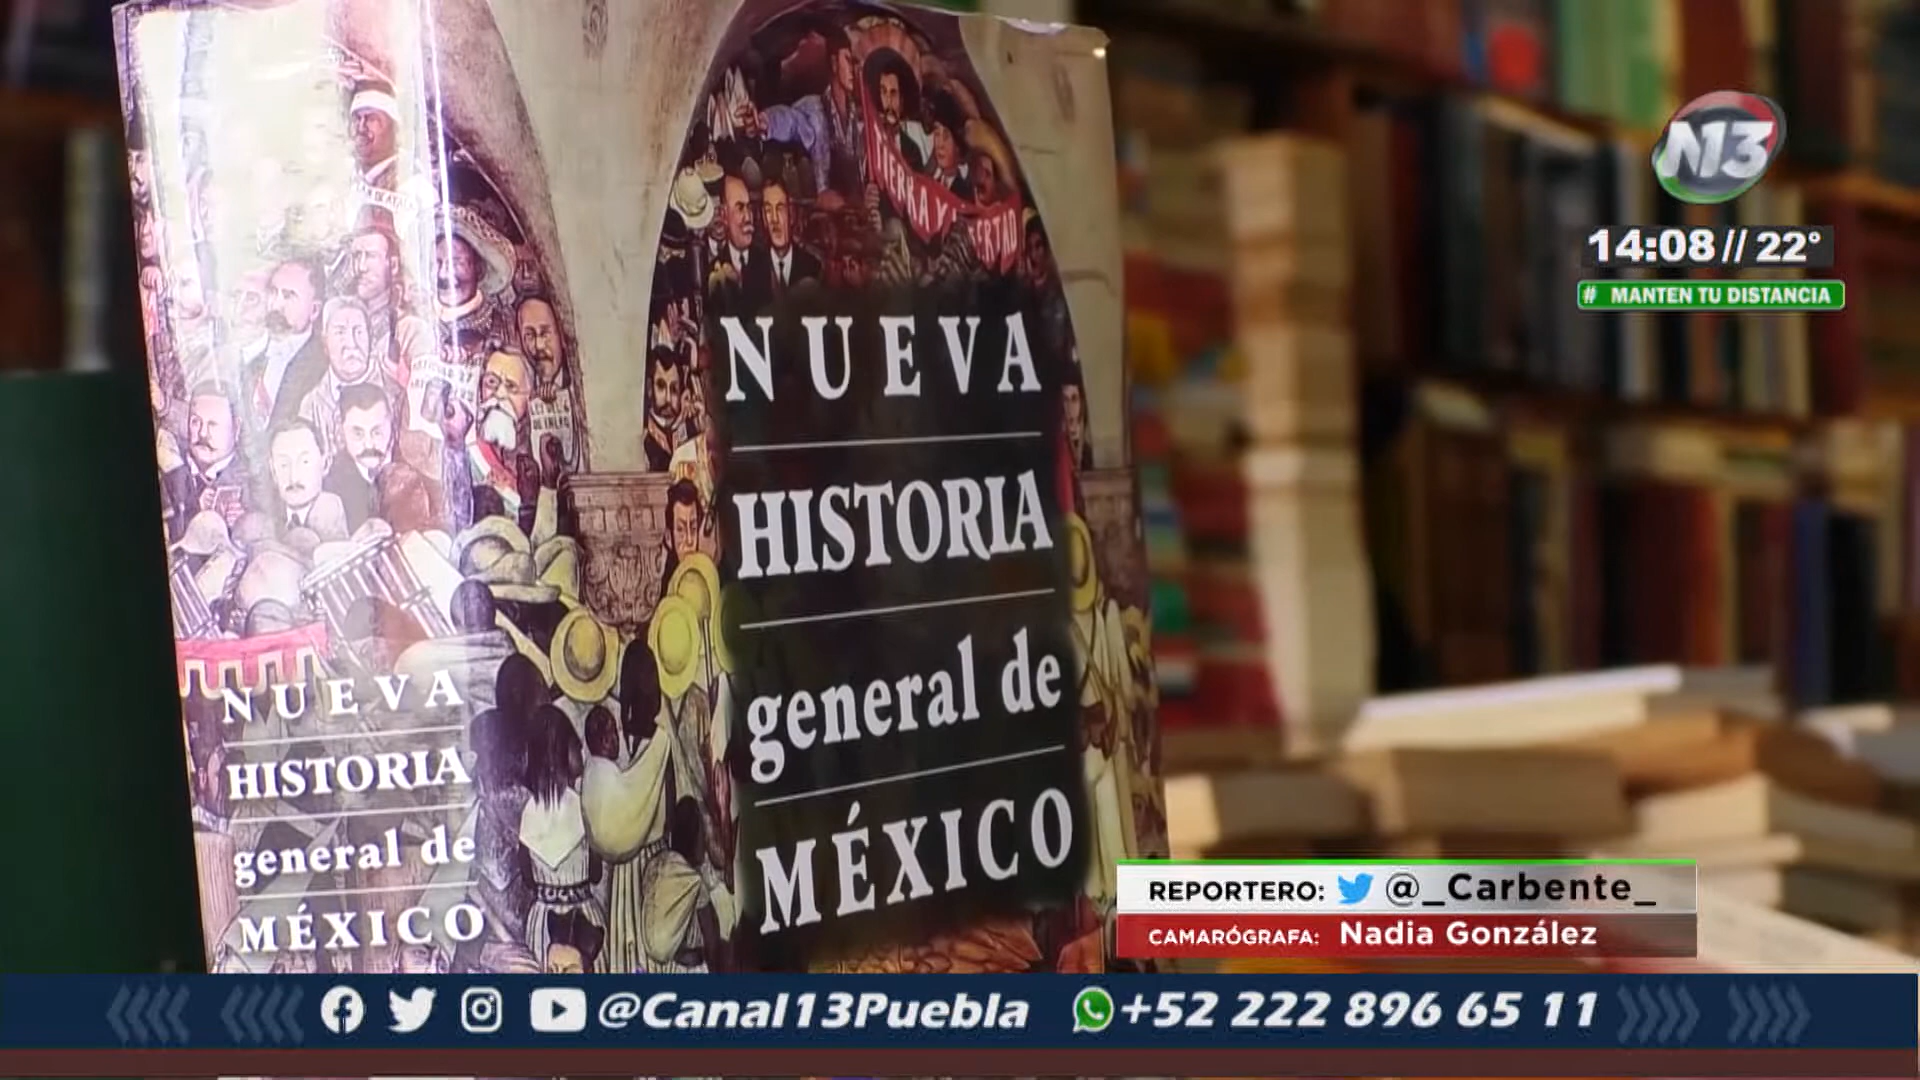 N13
14:08 // 22°
# MANTEN TU DISTANCIA
TIERRA Y LIBERTAD
NUEVA
HISTORIA
general de
MÉXICO
NUEVA
HISTORIA
general de
MÉXICO
REPORTERO: @_Carbente_
CAMARÓGRAFA: Nadia González
@Canal13Puebla +52 222 896 65 11